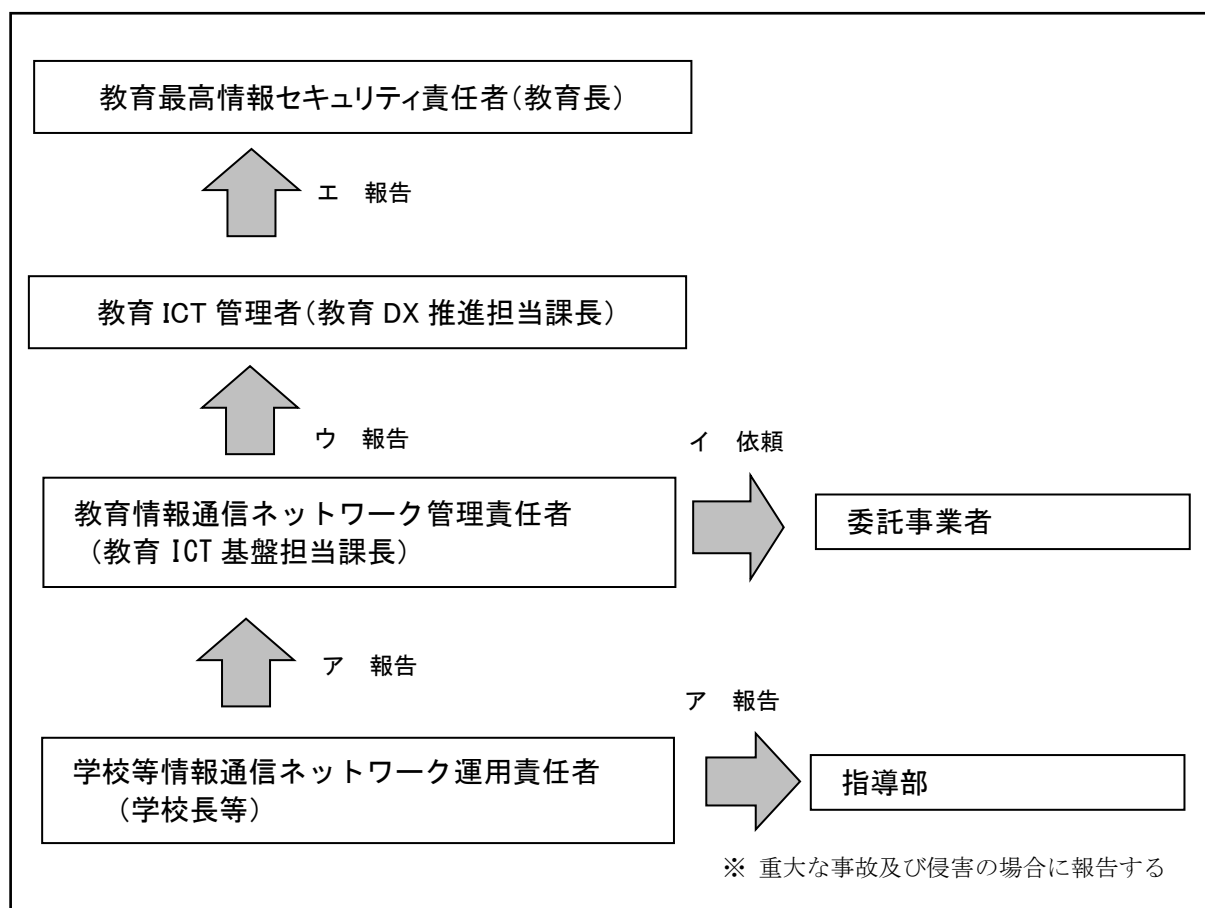 教育最高情報セキュリティ責任者（教育長）
エ　報告
教育 ICT 管理者（教育 DX 推進担当課長）
ウ　報告
イ　依頼
教育情報通信ネットワーク管理責任者
（教育 ICT 基盤担当課長）
委託事業者
ア　報告
ア　報告
学校等情報通信ネットワーク運用責任者
（学校長等）
指導部
※ 重大な事故及び侵害の場合に報告する